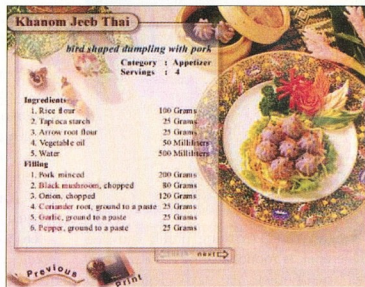 Khanom Jeeb Thai
bird shaped dumpling with pork
Category : Appetizer
Servings : 4
Ingredients
1. Rice flour 100 Grams
2. Tapioca starch 25 Grams
3. Arrow root flour 25 Grams
4. Vegetable oil 50 Milliliters
5. Water 500 Milliliters
Filling
1. Pork minced 200 Grams
2. Black mushroom, chopped 80 Grams
3. Onion, chopped 120 Grams
4. Coriander root, ground to a paste 25 Grams
5. Garlic, ground to a paste 25 Grams
6. Pepper, ground to a paste 25 Grams
next
Previous
Print